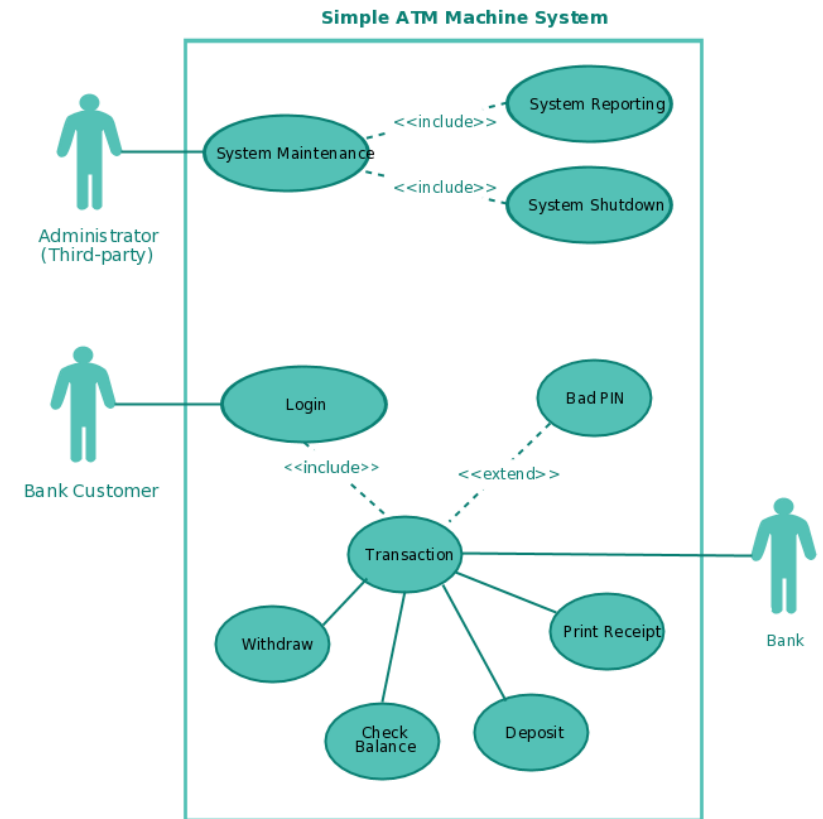 Simple ATM Machine System
System Reporting
<<include>>
System Maintenance
<<include>>
System Shutdown
Administrator
(Third-party)
Bad PIN
Login
<<include>>
<<extend>>
Bank Customer
Transaction
Print Receipt
Withdraw
Bank
Check
Balance
Deposit